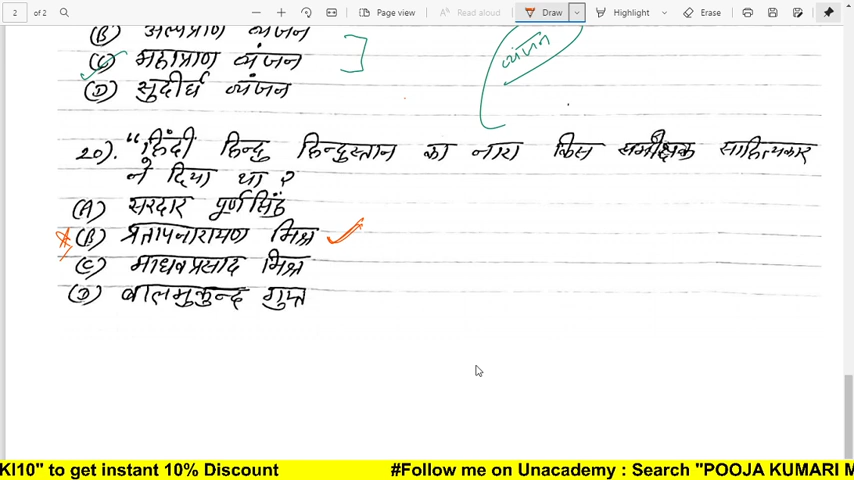 2 of 2
Page view
Read aloud
Draw
Highlight
Erase
(B) अल्पप्राण व्यंजन
(C) महाप्राण व्यंजन
(D) सुदीर्घ व्यंजन
व्यंजन
20). "हिंदी हिन्दु हिन्दुस्तान का नारा किस समीक्षक साहित्यकार
ने दिया था ?
(A) सरदार पूर्णसिंह
(B) प्रतापनारायण मिश्र
(C) माधवप्रसाद मिश्र
(D) बालमुकुन्द गुप्त
KI10" to get instant 10% Discount #Follow me on Unacademy : Search "POOJA KUMARI M